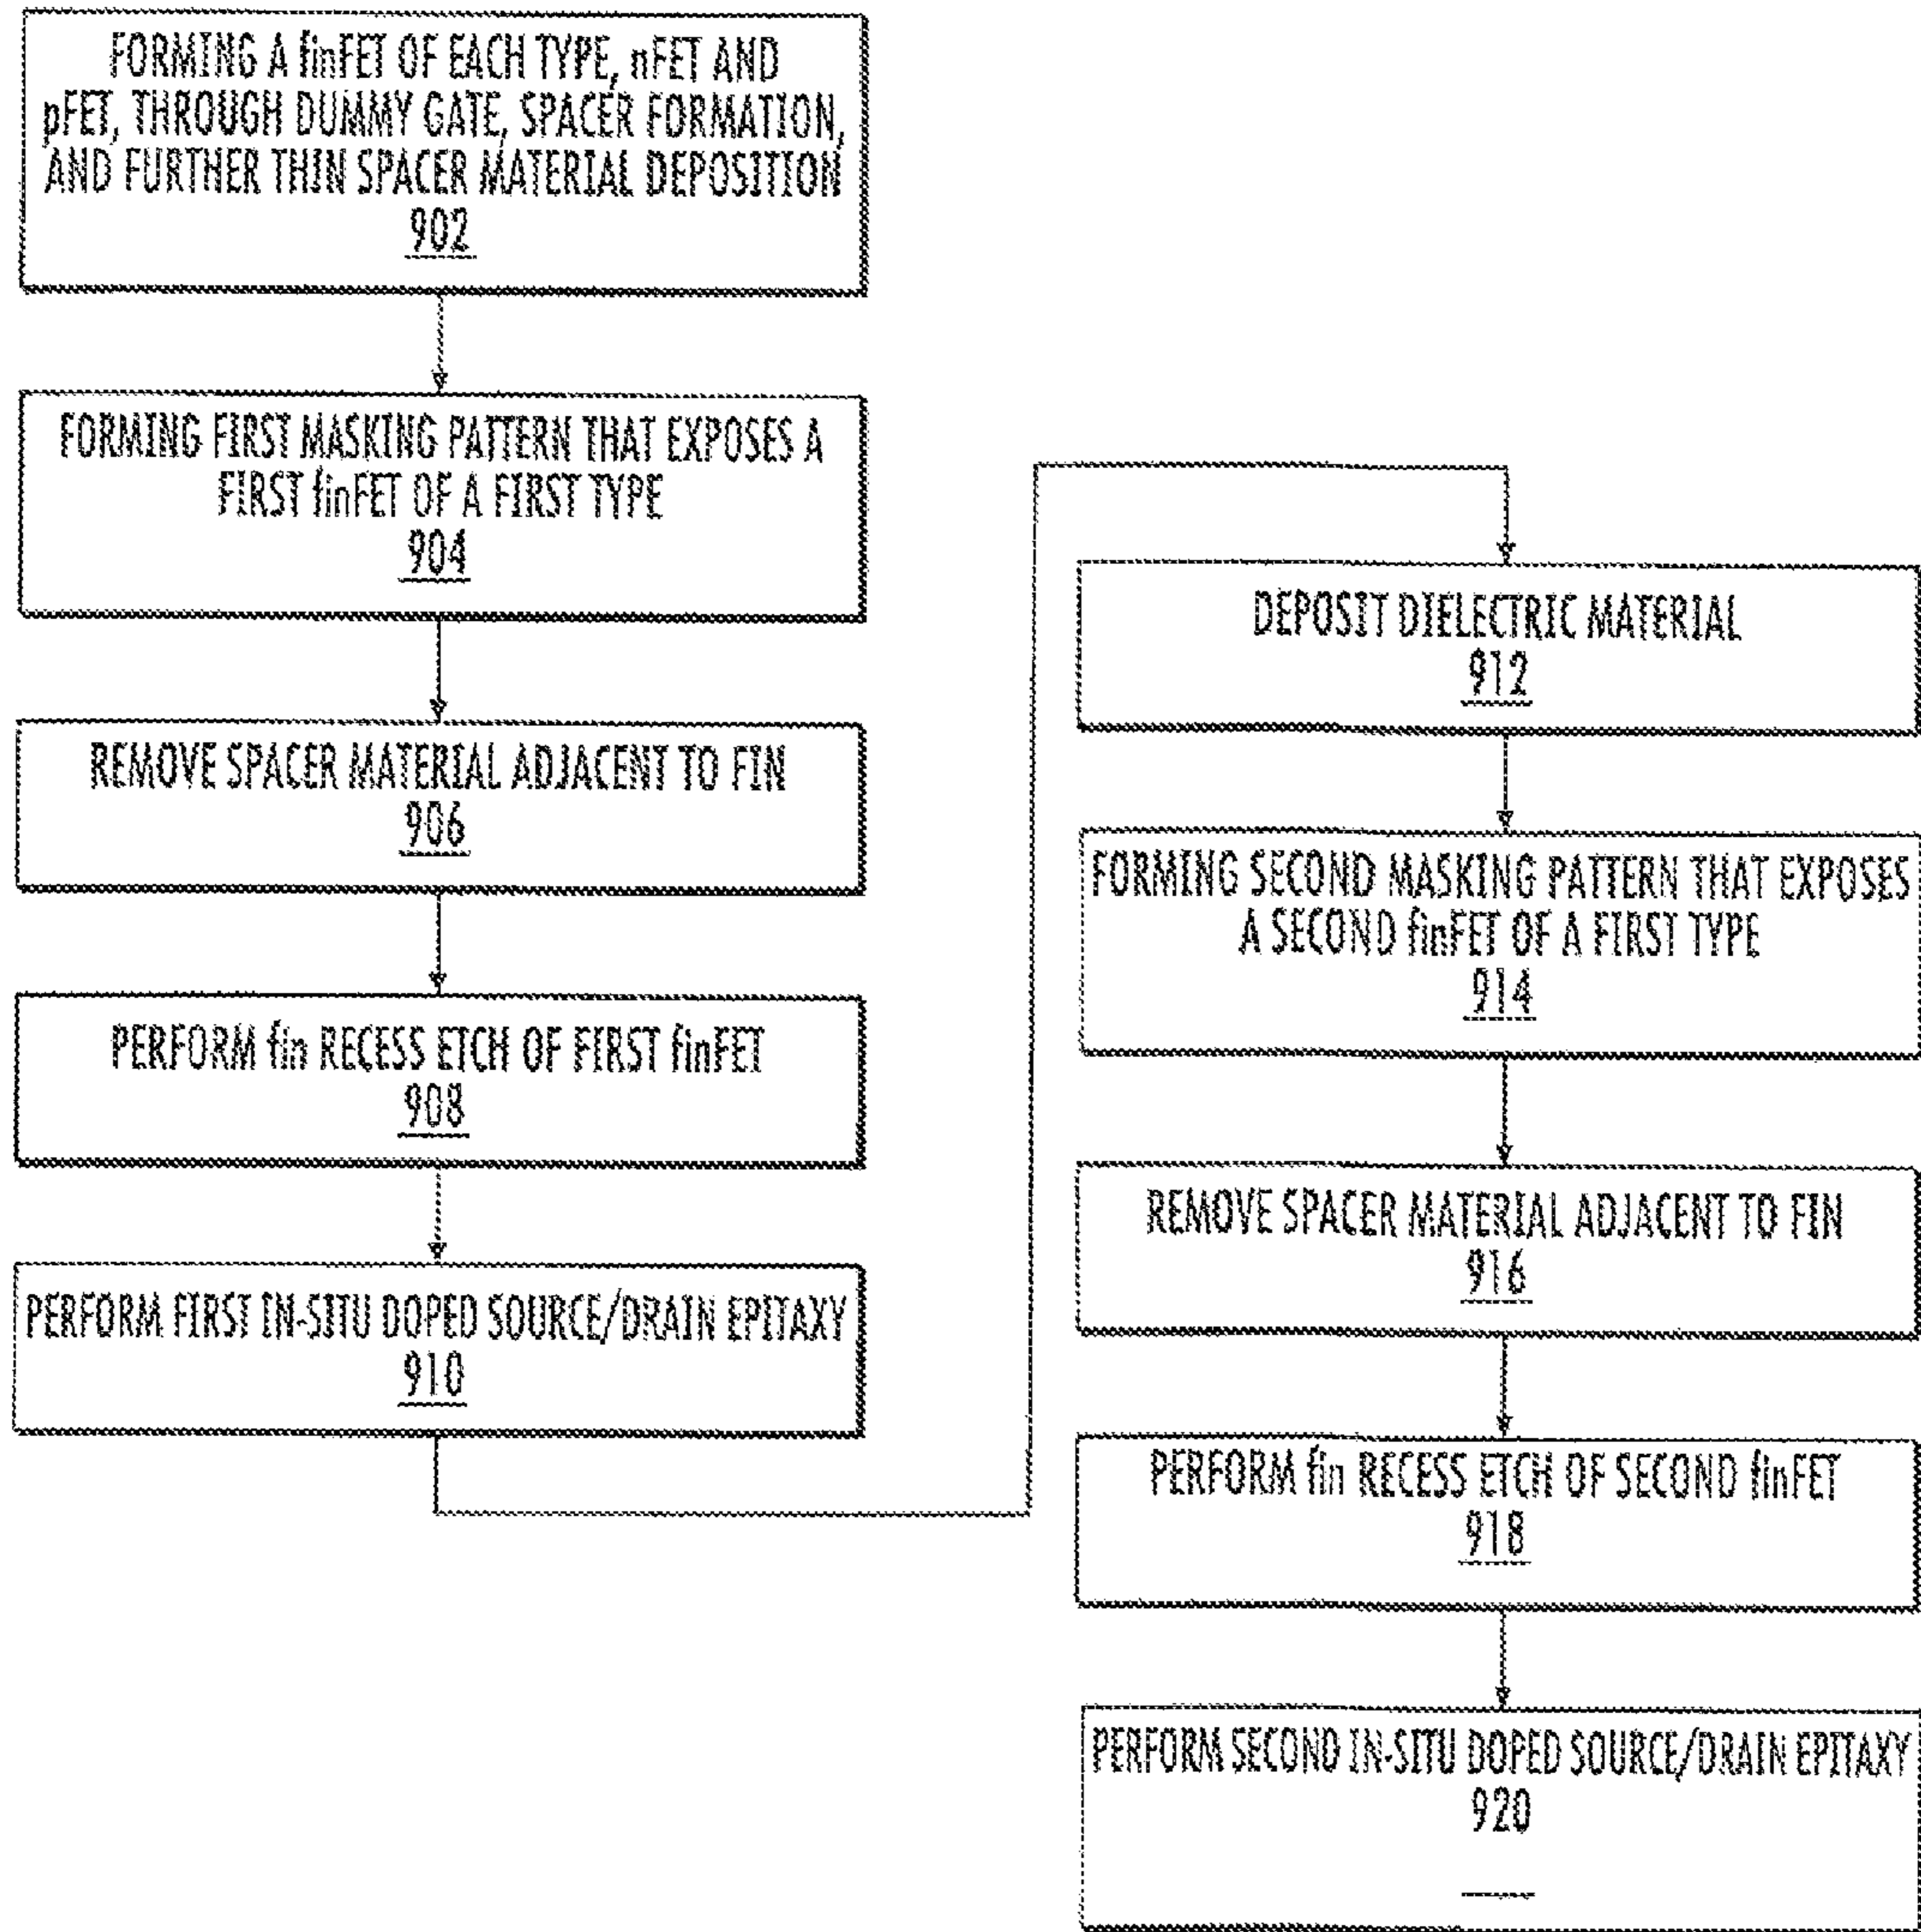 FORMING A finFET OF EACH TYPE, nFET AND
pFET, THROUGH DUMMY GATE, SPACER FORMATION,
AND FURTHER THIN SPACER MATERIAL DEPOSITION
902
FORMING FIRST MASKING PATTERN THAT EXPOSES A
FIRST finFET OF A FIRST TYPE
904
REMOVE SPACER MATERIAL ADJACENT TO FIN
906
PERFORM fin RECESS ETCH OF FIRST finFET
908
PERFORM FIRST IN-SITU DOPED SOURCE/DRAIN EPITAXY
910
DEPOSIT DIELECTRIC MATERIAL
912
FORMING SECOND MASKING PATTERN THAT EXPOSES
A SECOND finFET OF A FIRST TYPE
914
REMOVE SPACER MATERIAL ADJACENT TO FIN
916
PERFORM fin RECESS ETCH OF SECOND finFET
918
PERFORM SECOND IN-SITU DOPED SOURCE/DRAIN EPITAXY
920